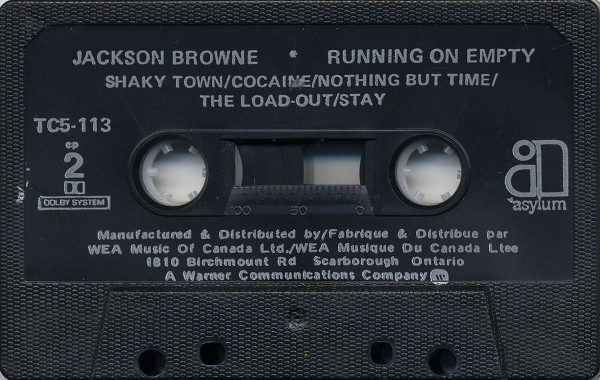 JACKSON BROWNE * RUNNING ON EMPTY
SHAKY TOWN/COCAINE/NOTHING BUT TIME/
THE LOAD-OUT/STAY
TC5-113
cp
2
DOLBY SYSTEM
100 50 0
asylum
Manufactured & Distributed by/Fabrique & Distribue par
WEA Music Of Canada Ltd./WEA Musique Du Canada Ltee
1810 Birchmount Rd Scarborough Ontario
A Warner Communications Company